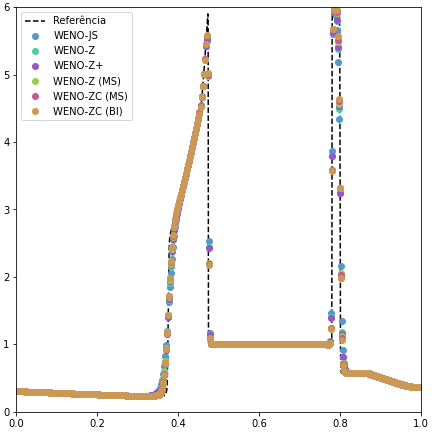 6
5
4
3
2
1
0
0.0 0.2 0.4 0.6 0.8 1.0
Referência
WENO-JS
WENO-Z
WENO-Z+
WENO-Z (MS)
WENO-ZC (MS)
WENO-ZC (BI)